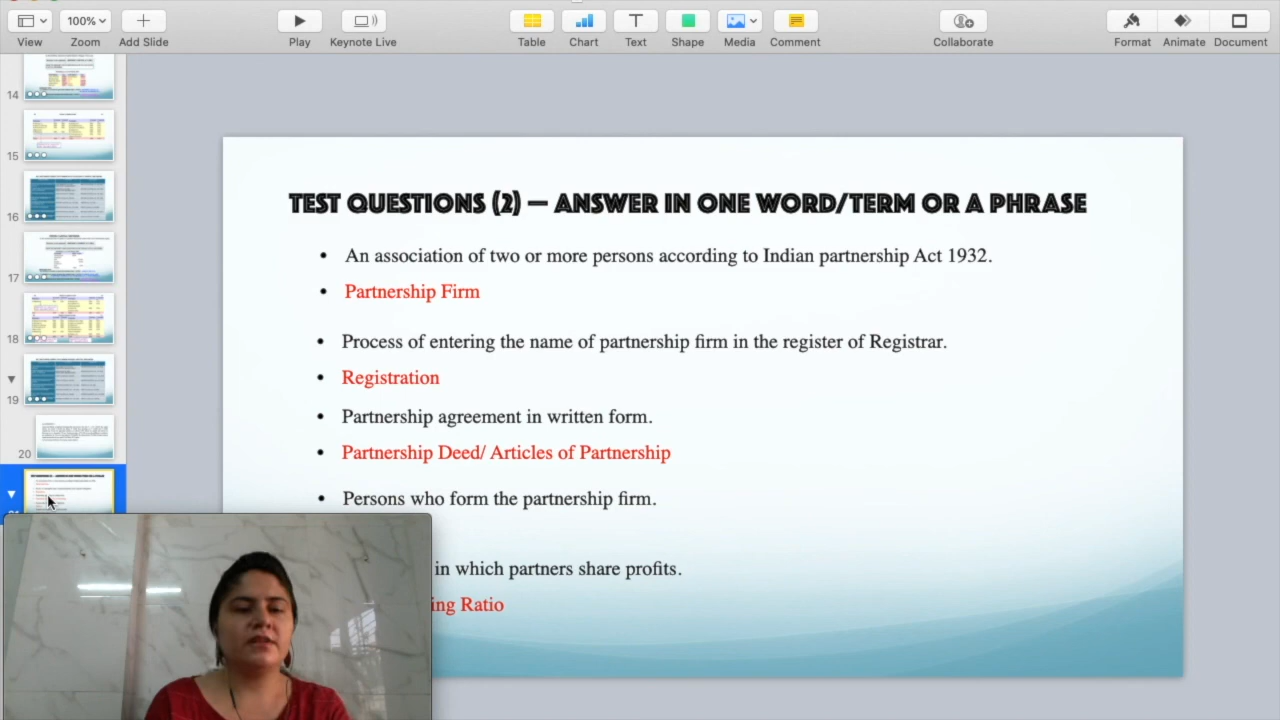 100%
View
Zoom
Add Slide
Play
Keynote Live
Table
Chart
Text
Shape
Media
Comment
Collaborate
Format
Animate
Document
14
15
16
17
18
19
20
TEST QUESTIONS (2) – ANSWER IN ONE WORD/TERM OR A PHRASE
• An association of two or more persons according to Indian partnership Act 1932.
• Partnership Firm
• Process of entering the name of partnership firm in the register of Registrar.
• Registration
• Partnership agreement in written form.
• Partnership Deed/ Articles of Partnership
• Persons who form the partnership firm.
in which partners share profits.
Ratio